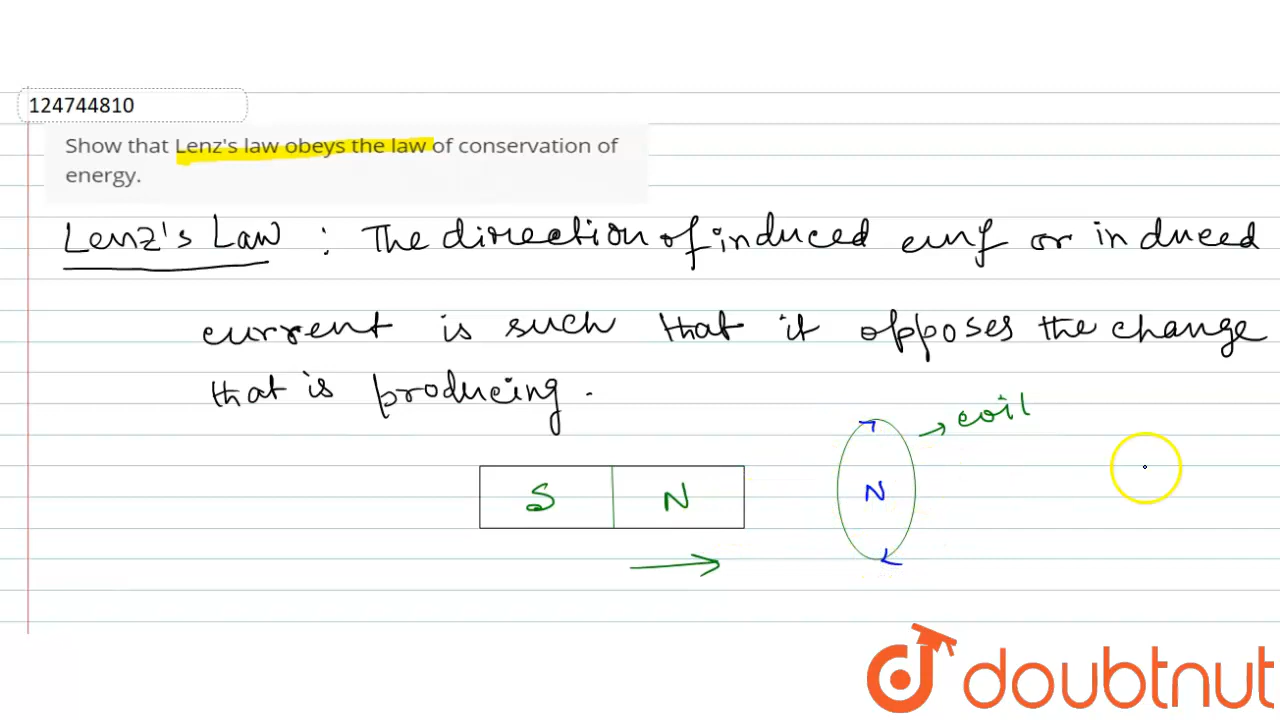 124744810
Show that Lenz's law obeys the law of conservation of
energy.
Lenz's Law : The direction of induced emf or induced
current is such that it opposes the change
that is producing.
→ coil
S N N
doubtnut